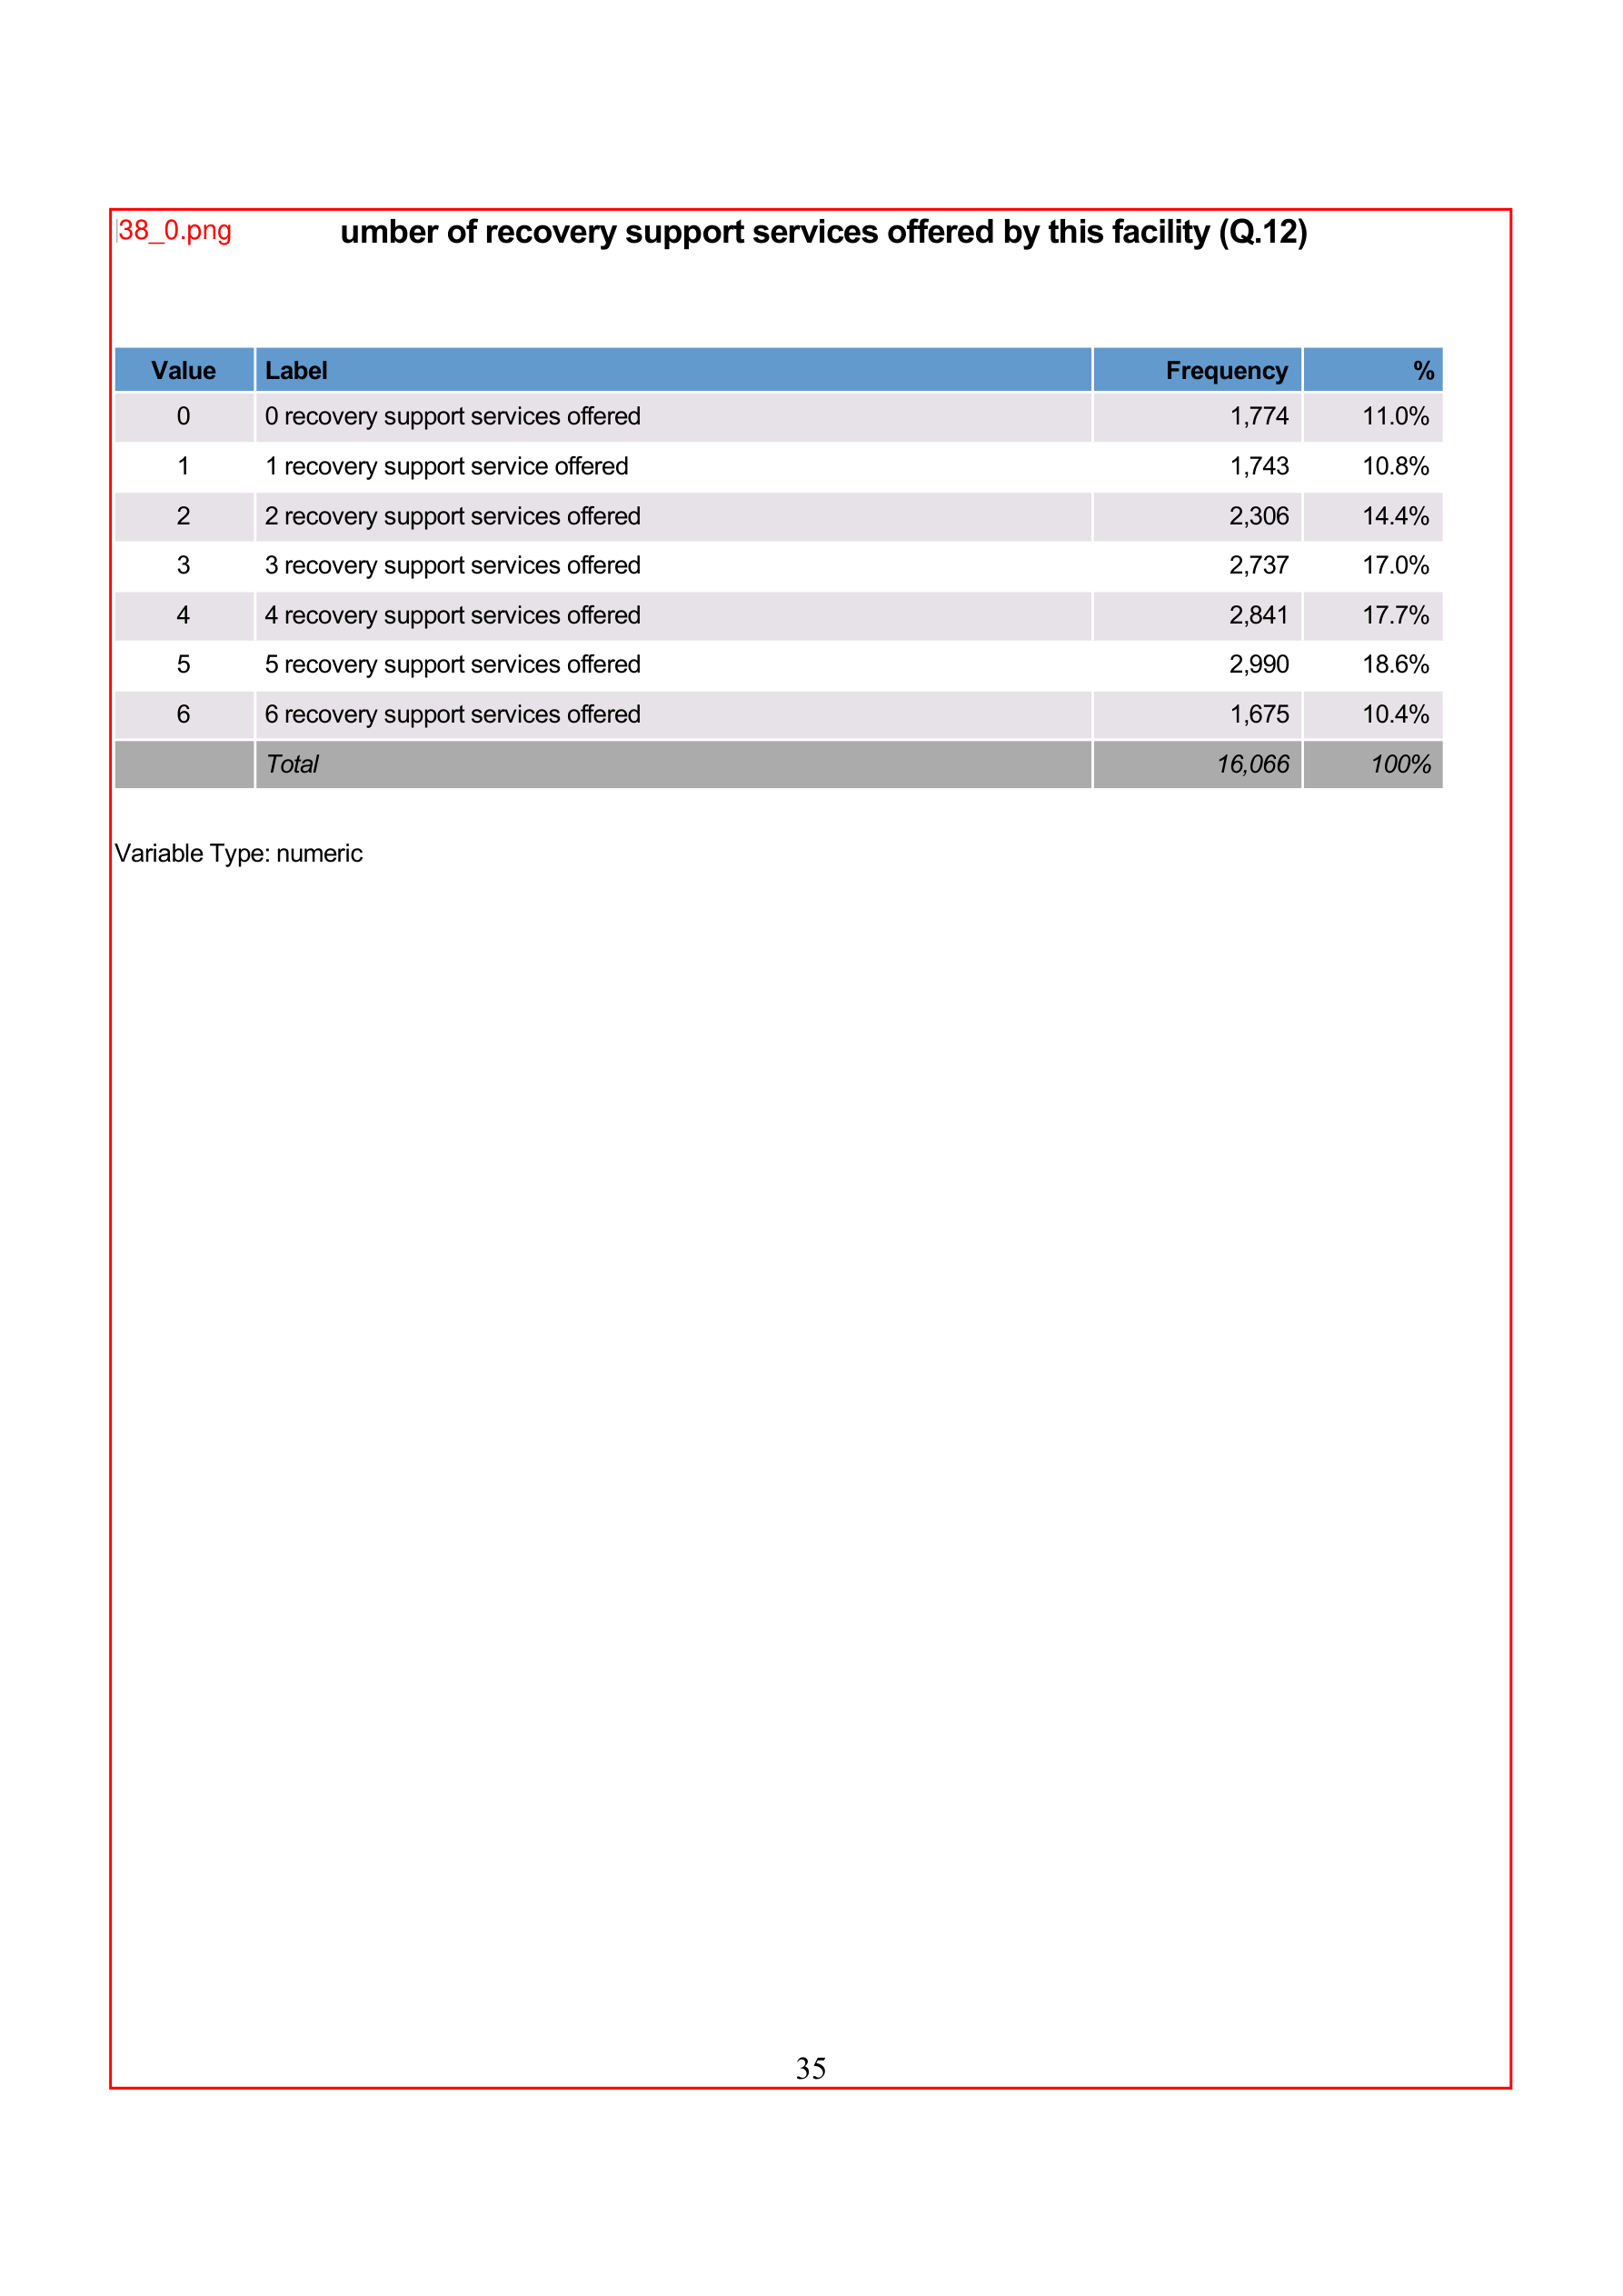 38_0.png umber of recovery support services offered by this facility (Q.12)
Value Label Frequency %
0 0 recovery support services offered 1,774 11.0%
1 1 recovery support service offered 1,743 10.8%
2 2 recovery support services offered 2,306 14.4%
3 3 recovery support services offered 2,737 17.0%
4 4 recovery support services offered 2,841 17.7%
5 5 recovery support services offered 2,990 18.6%
6 6 recovery support services offered 1,675 10.4%
Total 16,066 100%
Variable Type: numeric
35